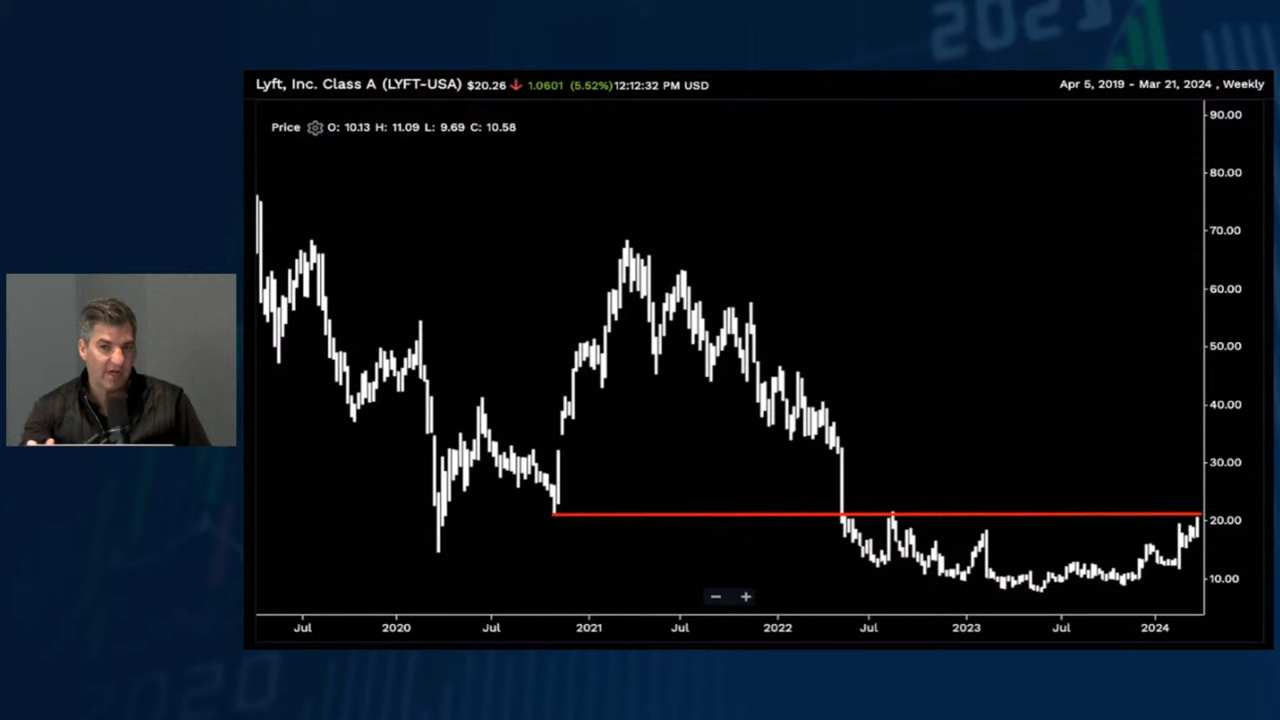 2021
Lyft, Inc. Class A (LYFT-USA) $20.26 1.0601 (5.52%) 12:12:32 PM USD
Apr 5, 2019 - Mar 21, 2024 , Weekly
Price O: 10.13 H: 11.09 L: 9.69 C: 10.58
90.00
80.00
70.00
60.00
50.00
40.00
30.00
20.00
10.00
Jul 2020 Jul 2021 Jul 2022 Jul 2023 Jul 2024
2020